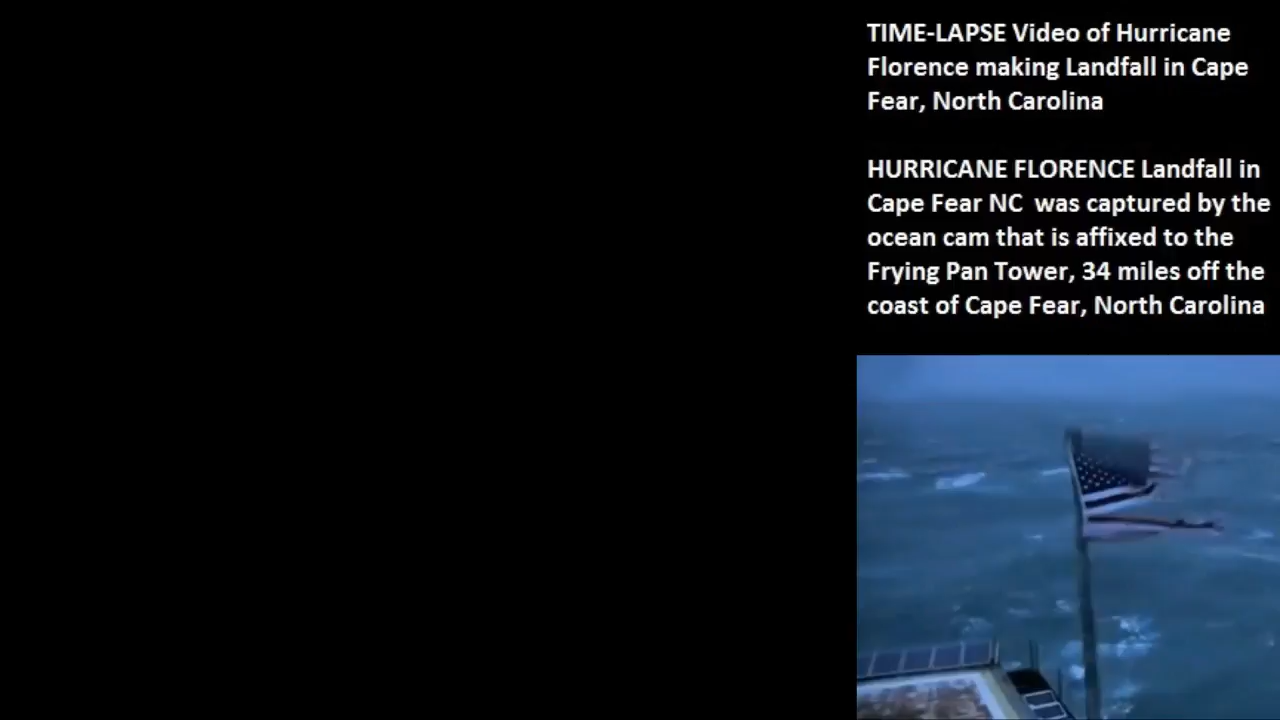 TIME-LAPSE Video of Hurricane
Florence making Landfall in Cape
Fear, North Carolina
HURRICANE FLORENCE Landfall in
Cape Fear NC  was captured by the
ocean cam that is affixed to the
Frying Pan Tower, 34 miles off the
coast of Cape Fear, North Carolina